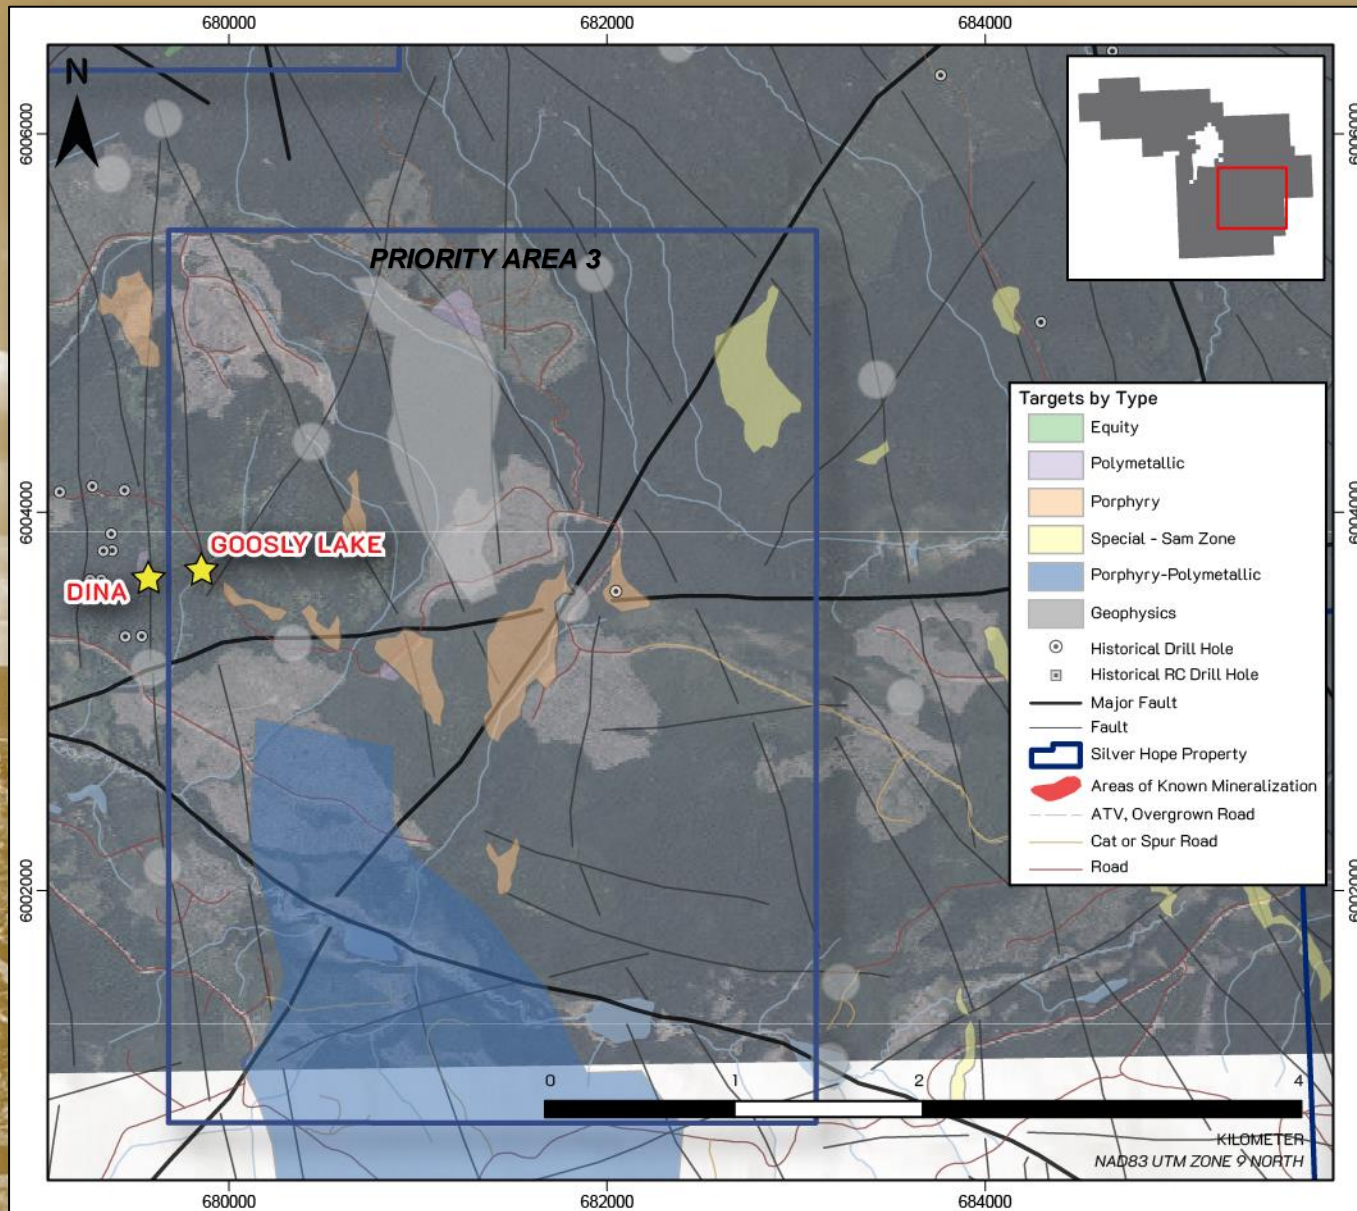 680000
682000
684000
N
6006000
6006000
PRIORITY AREA 3
Targets by Type
Equity
Polymetallic
Porphyry
Special - Sam Zone
Porphyry-Polymetallic
Geophysics
Historical Drill Hole
Historical RC Drill Hole
Major Fault
Fault
Silver Hope Property
Areas of Known Mineralization
ATV, Overgrown Road
Cat or Spur Road
Road
6004000
6004000
GOOSLY LAKE
DINA
6002000
6002000
0
1
2
4
KILOMETER
NAD83 UTM ZONE 9 NORTH
680000
682000
684000